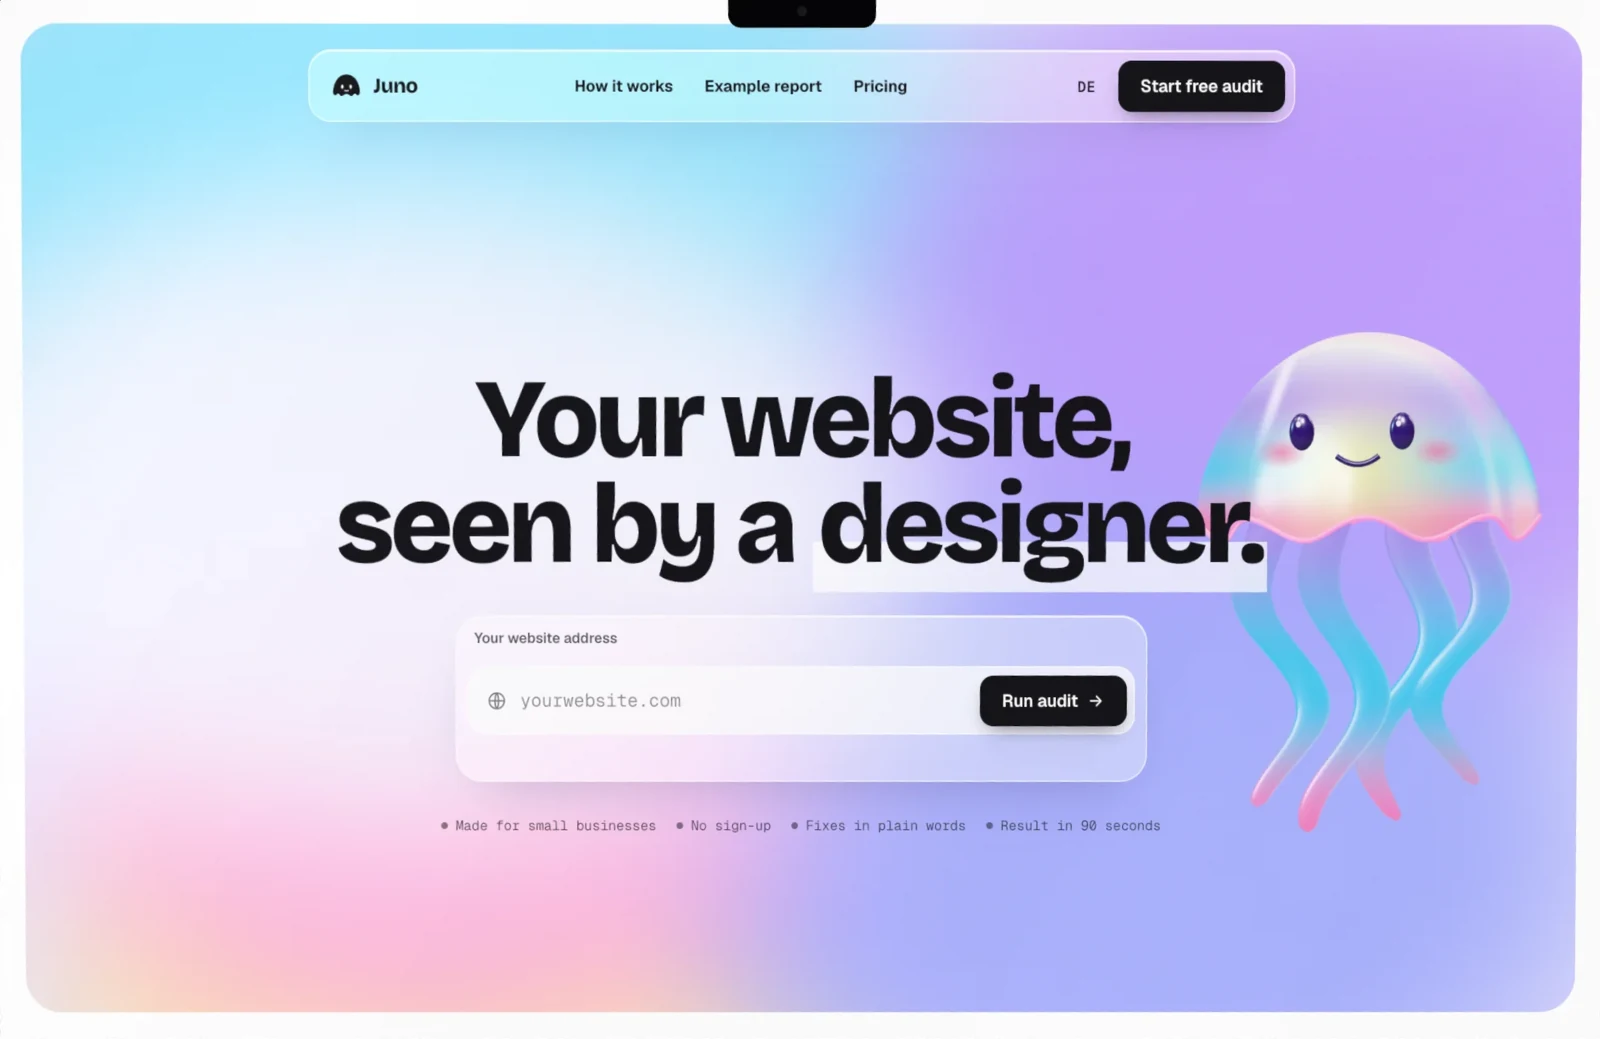 Juno
How it works
Example report
Pricing
DE
Start free audit
Your website,
seen by a designer.
Your website address
yourwebsite.com
Run audit →
Made for small businesses
No sign-up
Fixes in plain words
Result in 90 seconds